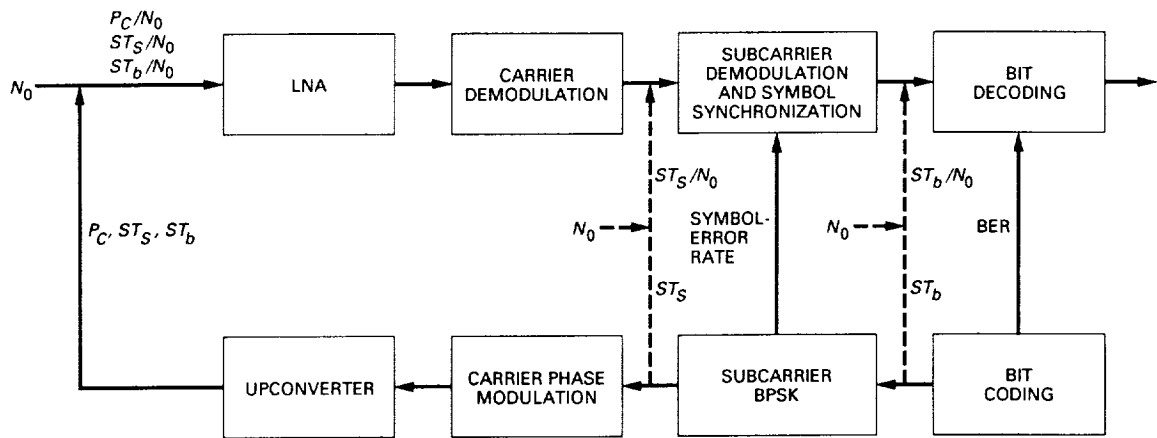 P_C/N_0
ST_S/N_0
ST_b/N_0
N_0
LNA
CARRIER
DEMODULATION
SUBCARRIER
DEMODULATION
AND SYMBOL
SYNCHRONIZATION
BIT
DECODING
P_C, ST_S, ST_b
ST_S/N_0
N_0
ST_S
SYMBOL-
ERROR
RATE
ST_b/N_0
N_0
ST_b
BER
UPCONVERTER
CARRIER PHASE
MODULATION
SUBCARRIER
BPSK
BIT
CODING